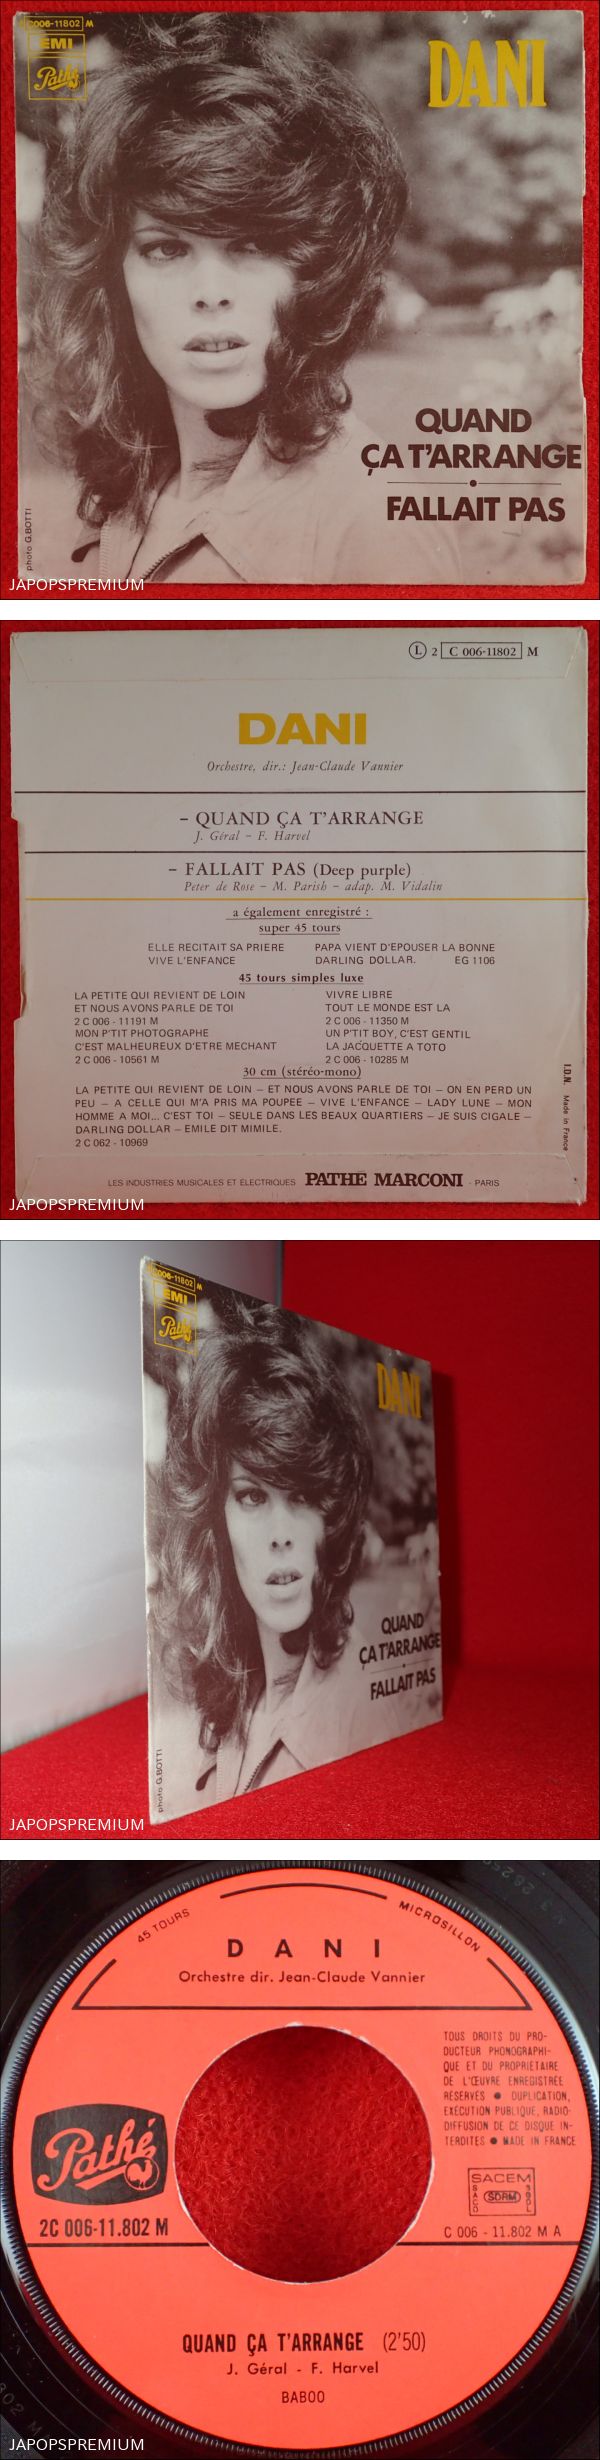 C006-11802 M
EMI
Pathé
DANI
QUAND
ÇA T'ARRANGE
FALLAIT PAS
photo G.BOTTI
JAPOPSPREMIUM
L 2 C 006-11802 M
DANI
Orchestre, dir.: Jean-Claude Vannier
– QUAND ÇA T'ARRANGE
J. Géral – F. Harvel
– FALLAIT PAS (Deep purple)
Peter de Rose – M. Parish – adap. M. Vidalin
a également enregistré :
super 45 tours
ELLE RECITAIT SA PRIERE
VIVE L'ENFANCE
PAPA VIENT D'EPOUSER LA BONNE
DARLING DOLLAR. EG 1106
45 tours simples luxe
LA PETITE QUI REVIENT DE LOIN
ET NOUS AVONS PARLE DE TOI
2 C 006 - 11191 M
MON P'TIT PHOTOGRAPHE
C'EST MALHEUREUX D'ETRE MECHANT
2 C 006 - 10561 M
VIVRE LIBRE
TOUT LE MONDE EST LA
2 C 006 - 11350 M
UN P'TIT BOY, C'EST GENTIL
LA JACQUETTE A TOTO
2 C 006 - 10285 M
30 cm (stéréo-mono)
LA PETITE QUI REVIENT DE LOIN – ET NOUS AVONS PARLE DE TOI – ON EN PERD UN
PEU – A CELLE QUI M'A PRIS MA POUPEE – VIVE L'ENFANCE – LADY LUNE – MON
HOMME A MOI... C'EST TOI – SEULE DANS LES BEAUX QUARTIERS – JE SUIS CIGALE –
DARLING DOLLAR – EMILE DIT MIMILE.
2 C 062 - 10969
I.D.N. Made in France
LES INDUSTRIES MUSICALES ET ELECTRIQUES PATHE MARCONI - PARIS
JAPOPSPREMIUM
C006-11802 M
EMI
Pathé
DANI
QUAND
ÇA T'ARRANGE
FALLAIT PAS
photo G.BOTTI
JAPOPSPREMIUM
45 TOURS
MICROSILLON
DANI
Orchestre dir. Jean-Claude Vannier
TOUS DROITS DU PRO-
DUCTEUR PHONOGRAPHI-
QUE ET DU PROPRIETAIRE
DE L'ŒUVRE ENREGISTRÉE
RESERVES ● DUPLICATION,
EXECUTION PUBLIQUE, RADIO-
DIFFUSION DE CE DISQUE IN-
TERDITES ● MADE IN FRANCE
Pathé
SACEM
SACD SDRM SGDL
2C 006-11.802 M
C 006 - 11.802 M A
QUAND ÇA T'ARRANGE (2'50)
J. Géral - F. Harvel
BABOO
JAPOPSPREMIUM